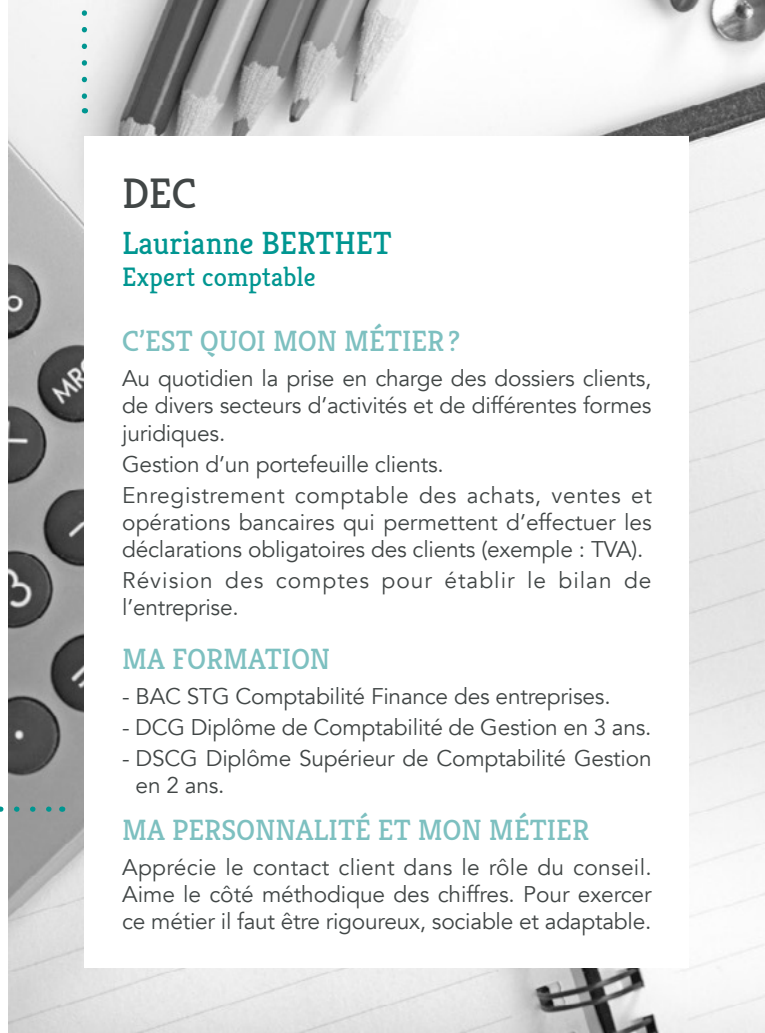 DEC
Laurianne BERTHET
Expert comptable
C'EST QUOI MON MÉTIER ?
Au quotidien la prise en charge des dossiers clients,
de divers secteurs d'activités et de différentes formes
juridiques.
Gestion d'un portefeuille clients.
Enregistrement comptable des achats, ventes et
opérations bancaires qui permettent d'effectuer les
déclarations obligatoires des clients (exemple : TVA).
Révision des comptes pour établir le bilan de
l'entreprise.
MA FORMATION
- BAC STG Comptabilité Finance des entreprises.
- DCG Diplôme de Comptabilité de Gestion en 3 ans.
- DSCG Diplôme Supérieur de Comptabilité Gestion
en 2 ans.
MA PERSONNALITÉ ET MON MÉTIER
Apprécie le contact client dans le rôle du conseil.
Aime le côté méthodique des chiffres. Pour exercer
ce métier il faut être rigoureux, sociable et adaptable.
MR
3